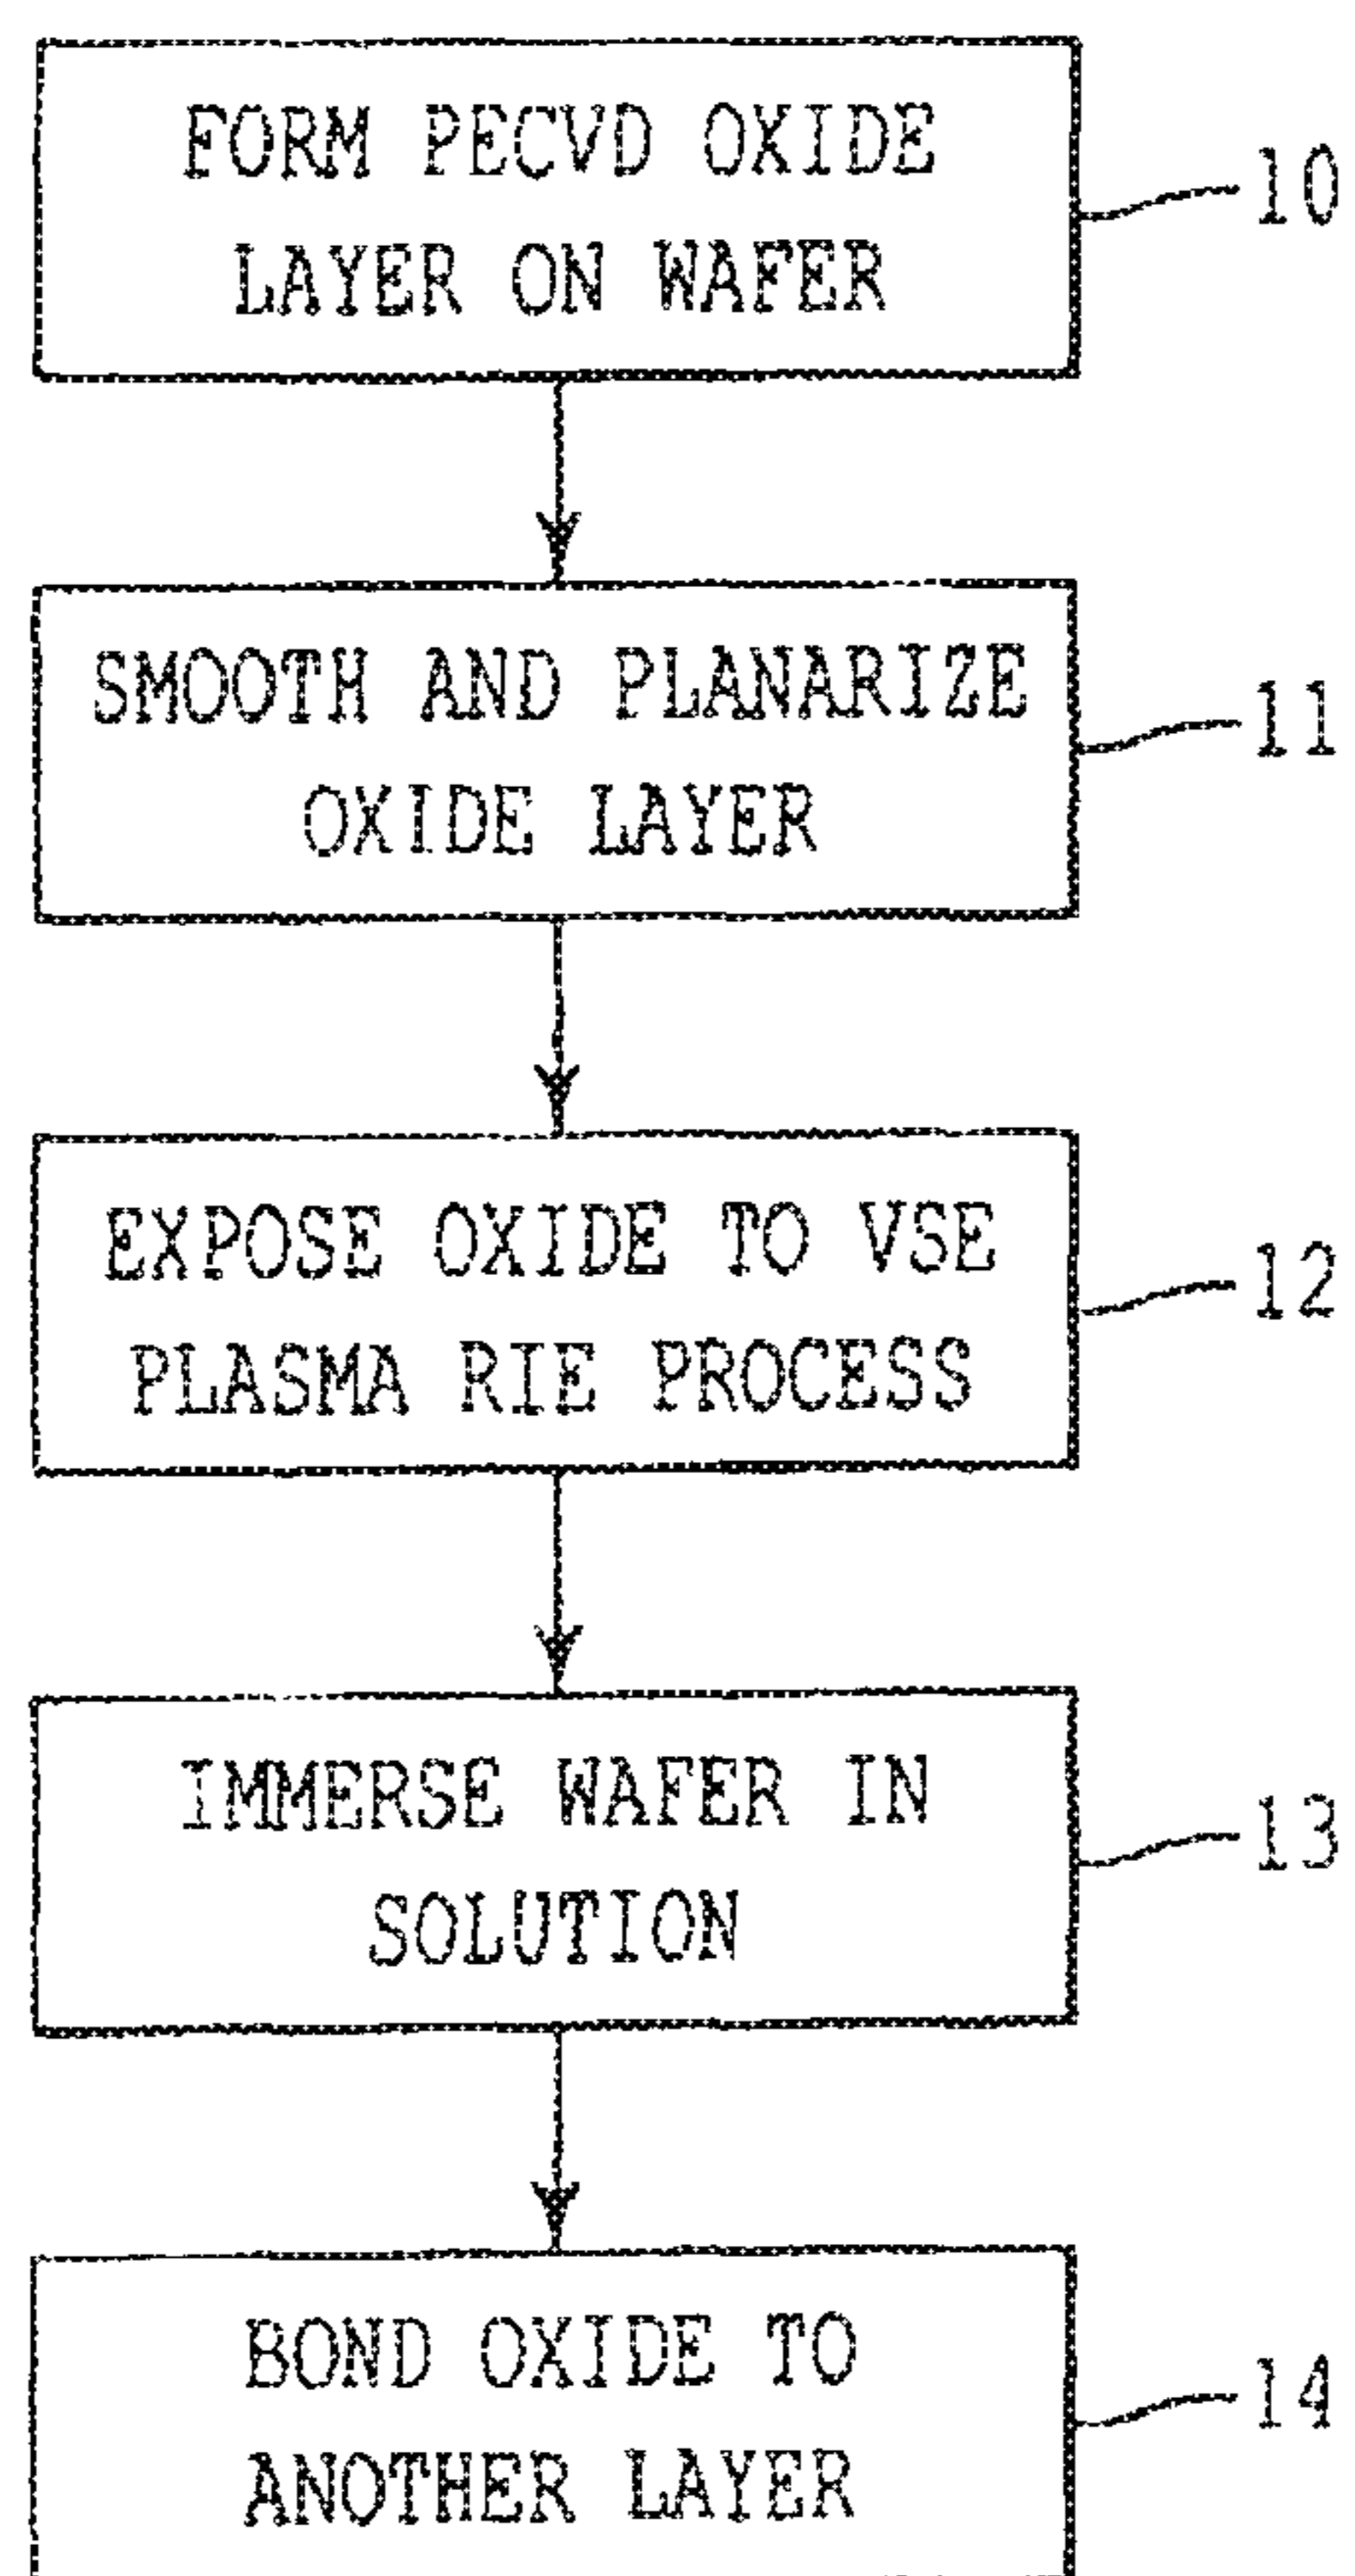 FORM PECVD OXIDE
LAYER ON WAFER
10
SMOOTH AND PLANARIZE
OXIDE LAYER
11
EXPOSE OXIDE TO VSE
PLASMA RIE PROCESS
12
IMMERSE WAFER IN
SOLUTION
13
BOND OXIDE TO
ANOTHER LAYER
14